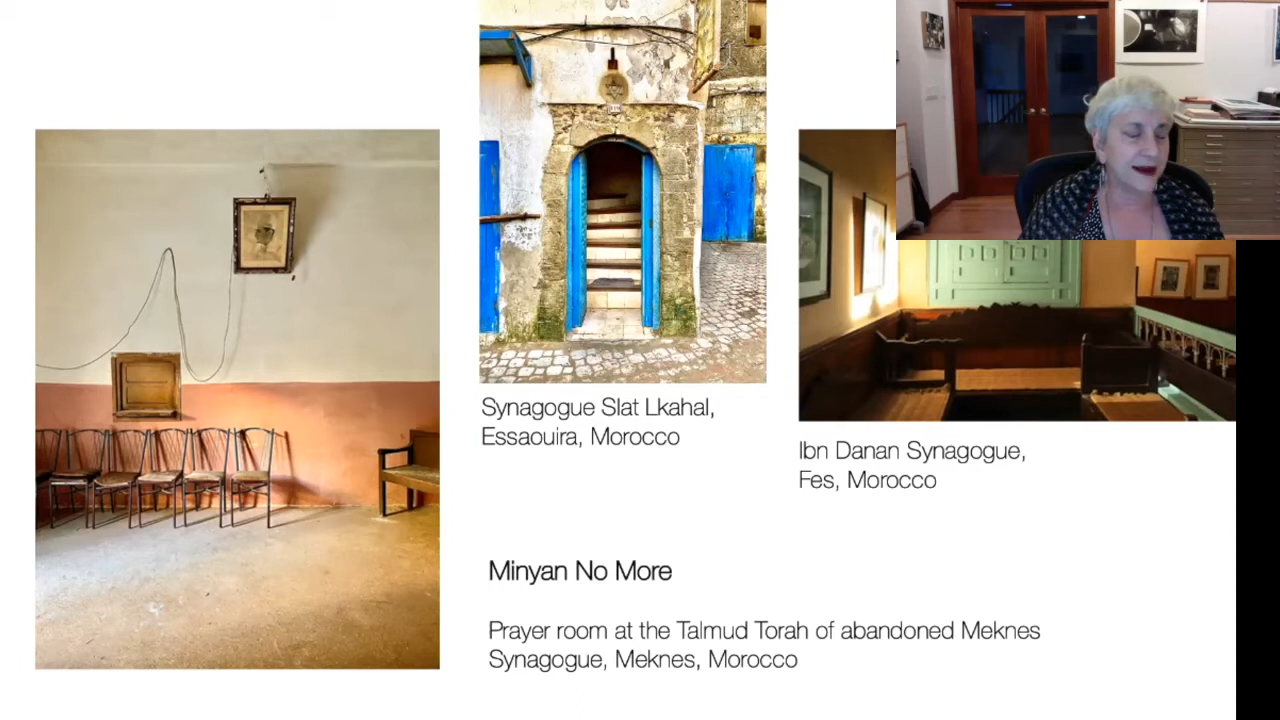 Synagogue Slat Lkahal,
Essaouira, Morocco
Ibn Danan Synagogue,
Fes, Morocco
Minyan No More
Prayer room at the Talmud Torah of abandoned Meknes
Synagogue, Meknes, Morocco